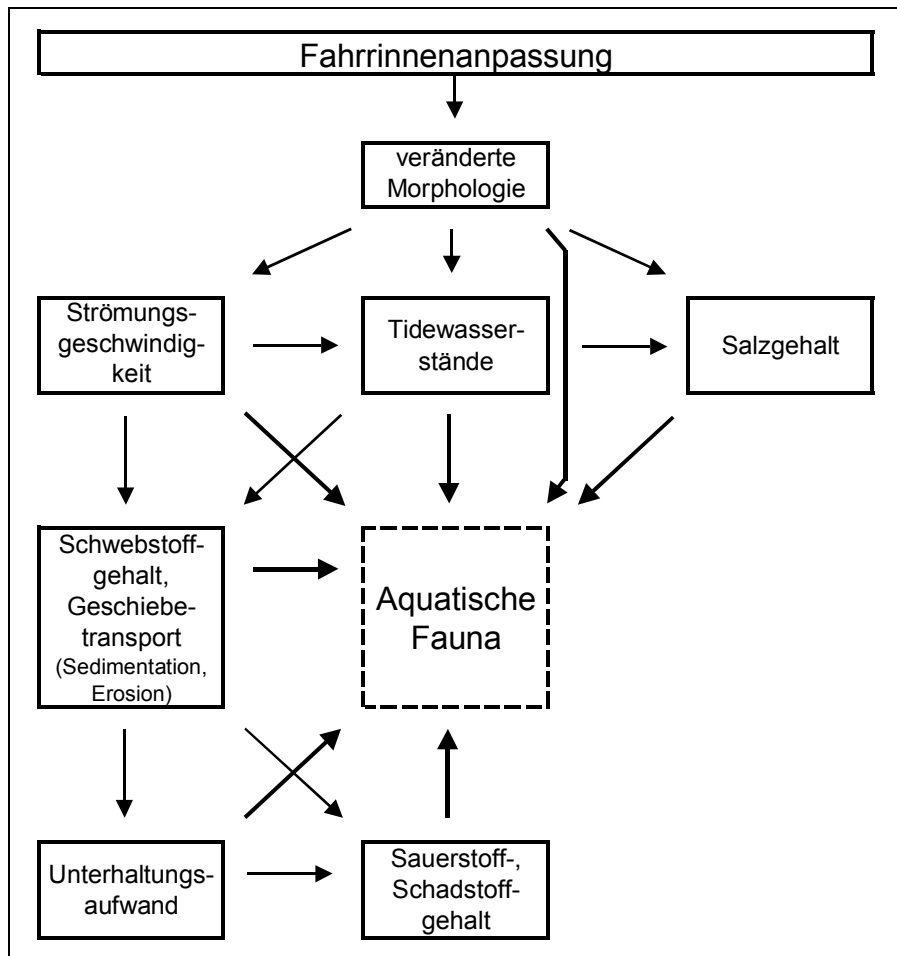 Fahrrinnenanpassung
veränderte
Morphologie
Strömungs-
geschwindig-
keit
Tidewasser-
stände
Salzgehalt
Schwebstoff-
gehalt,
Geschiebe-
transport
(Sedimentation,
Erosion)
Aquatische
Fauna
Unterhaltungs-
aufwand
Sauerstoff-,
Schadstoff-
gehalt